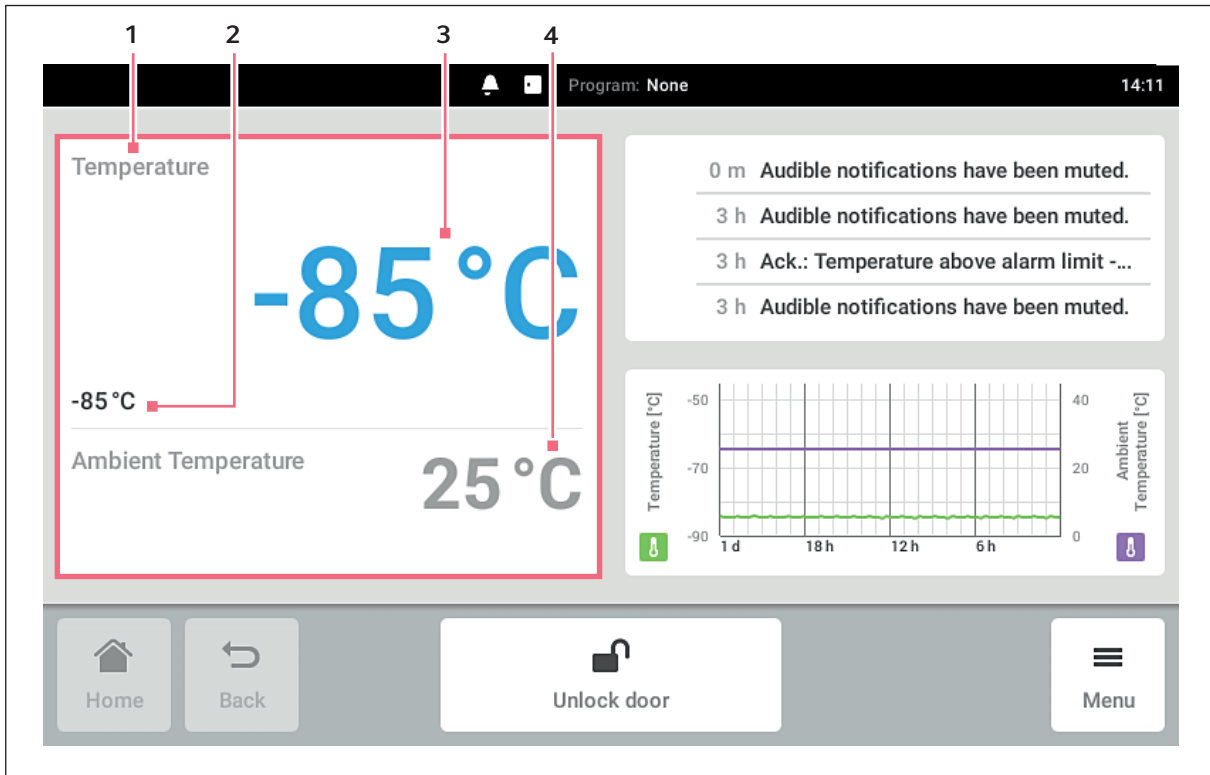 1 2 3 4
Program: None 14:11
Temperature
-85 °C
-85 °C
Ambient Temperature 25 °C
0 m Audible notifications have been muted.
3 h Audible notifications have been muted.
3 h Ack.: Temperature above alarm limit -...
3 h Audible notifications have been muted.
Temperature [°C]
-50
-70
-90
1 d 18 h 12 h 6 h
40
20
0
Ambient
Temperature [°C]
Home Back Unlock door Menu